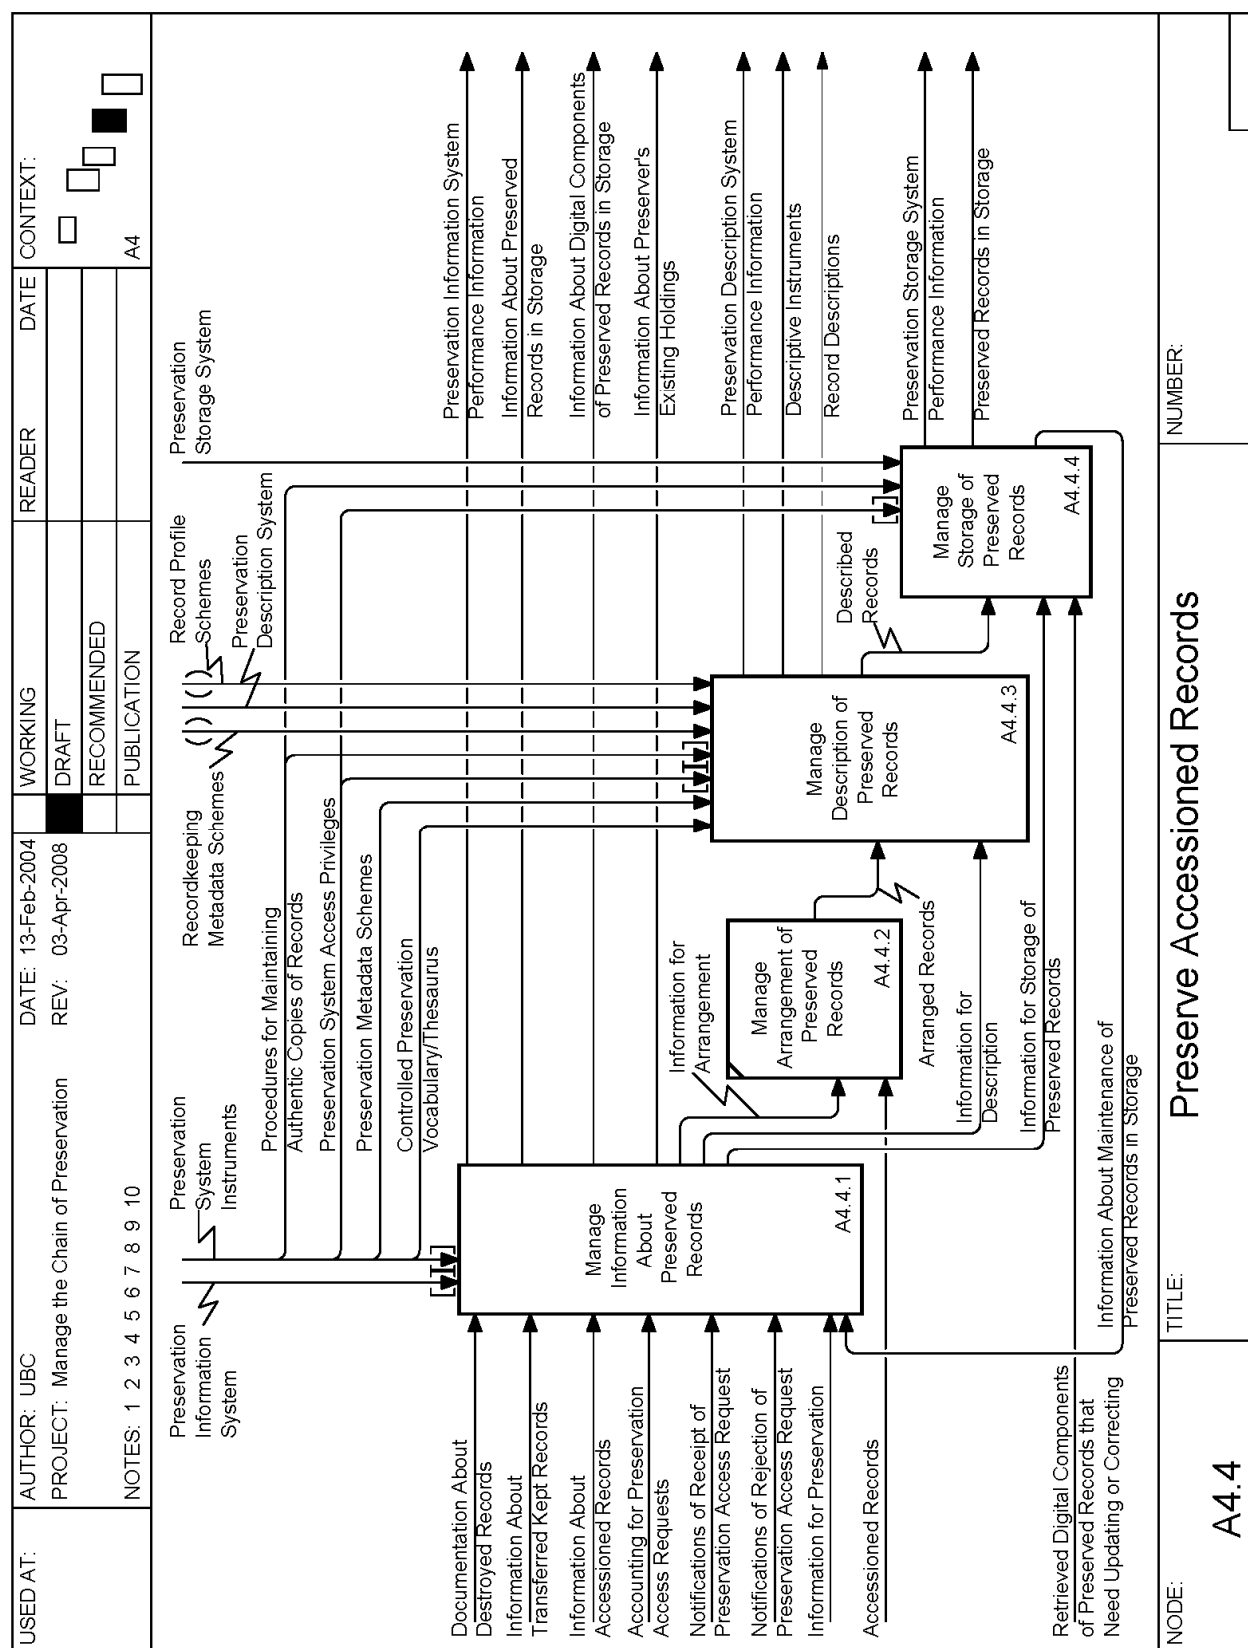 USED AT:
AUTHOR: UBC
DATE: 13-Feb-2004
WORKING
READER
DATE
CONTEXT:
PROJECT: Manage the Chain of Preservation
REV: 03-Apr-2008
DRAFT
RECOMMENDED
NOTES: 1 2 3 4 5 6 7 8 9 10
PUBLICATION
A4
Preservation
Information
System
Preservation
System
Instruments
Recordkeeping
Metadata Schemes
Record Profile
Schemes
Preservation
Description System
Preservation
Storage System
Procedures for Maintaining
Authentic Copies of Records
Preservation System Access Privileges
Preservation Metadata Schemes
Controlled Preservation
Vocabulary/Thesaurus
Documentation About
Destroyed Records
Information About
Transferred Kept Records
Information About
Accessioned Records
Accounting for Preservation
Access Requests
Notifications of Receipt of
Preservation Access Request
Notifications of Rejection of
Preservation Access Request
Information for Preservation
Accessioned Records
Retrieved Digital Components
of Preserved Records that
Need Updating or Correcting
Manage
Information
About
Preserved
Records
A4.4.1
Information for
Arrangement
Manage
Arrangement of
Preserved
Records
A4.4.2
Arranged Records
Information for
Description
Information for Storage of
Preserved Records
Information About Maintenance of
Preserved Records in Storage
Manage
Description of
Preserved
Records
A4.4.3
Described
Records
Manage
Storage of
Preserved
Records
A4.4.4
Preservation Information System
Performance Information
Information About Preserved
Records in Storage
Information About Digital Components
of Preserved Records in Storage
Information About Preserver's
Existing Holdings
Preservation Description System
Performance Information
Descriptive Instruments
Record Descriptions
Preservation Storage System
Performance Information
Preserved Records in Storage
NODE:
TITLE:
NUMBER:
A4.4
Preserve Accessioned Records